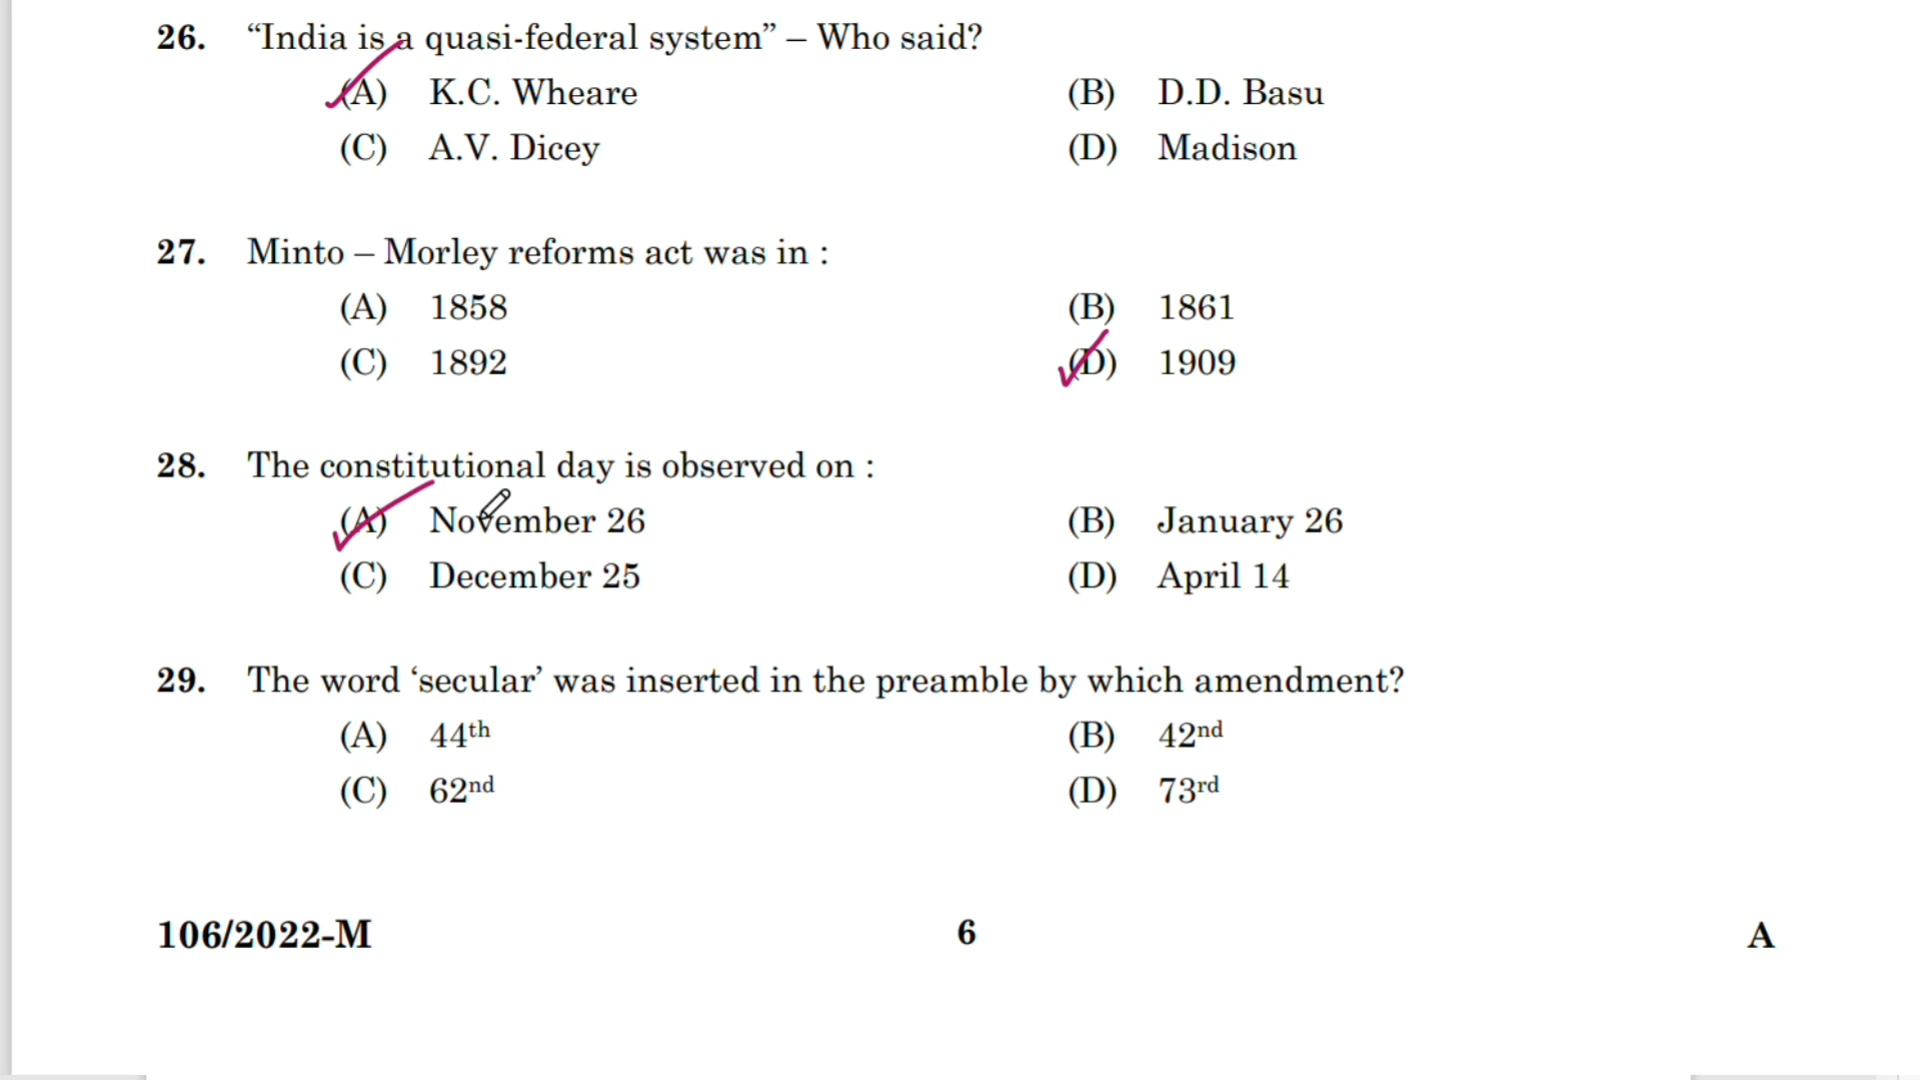 26. “India is a quasi-federal system” – Who said?
(A) K.C. Wheare (B) D.D. Basu
(C) A.V. Dicey (D) Madison
27. Minto – Morley reforms act was in :
(A) 1858 (B) 1861
(C) 1892 (D) 1909
28. The constitutional day is observed on :
(A) November 26 (B) January 26
(C) December 25 (D) April 14
29. The word ‘secular’ was inserted in the preamble by which amendment?
(A) 44th (B) 42nd
(C) 62nd (D) 73rd
106/2022-M 6 A